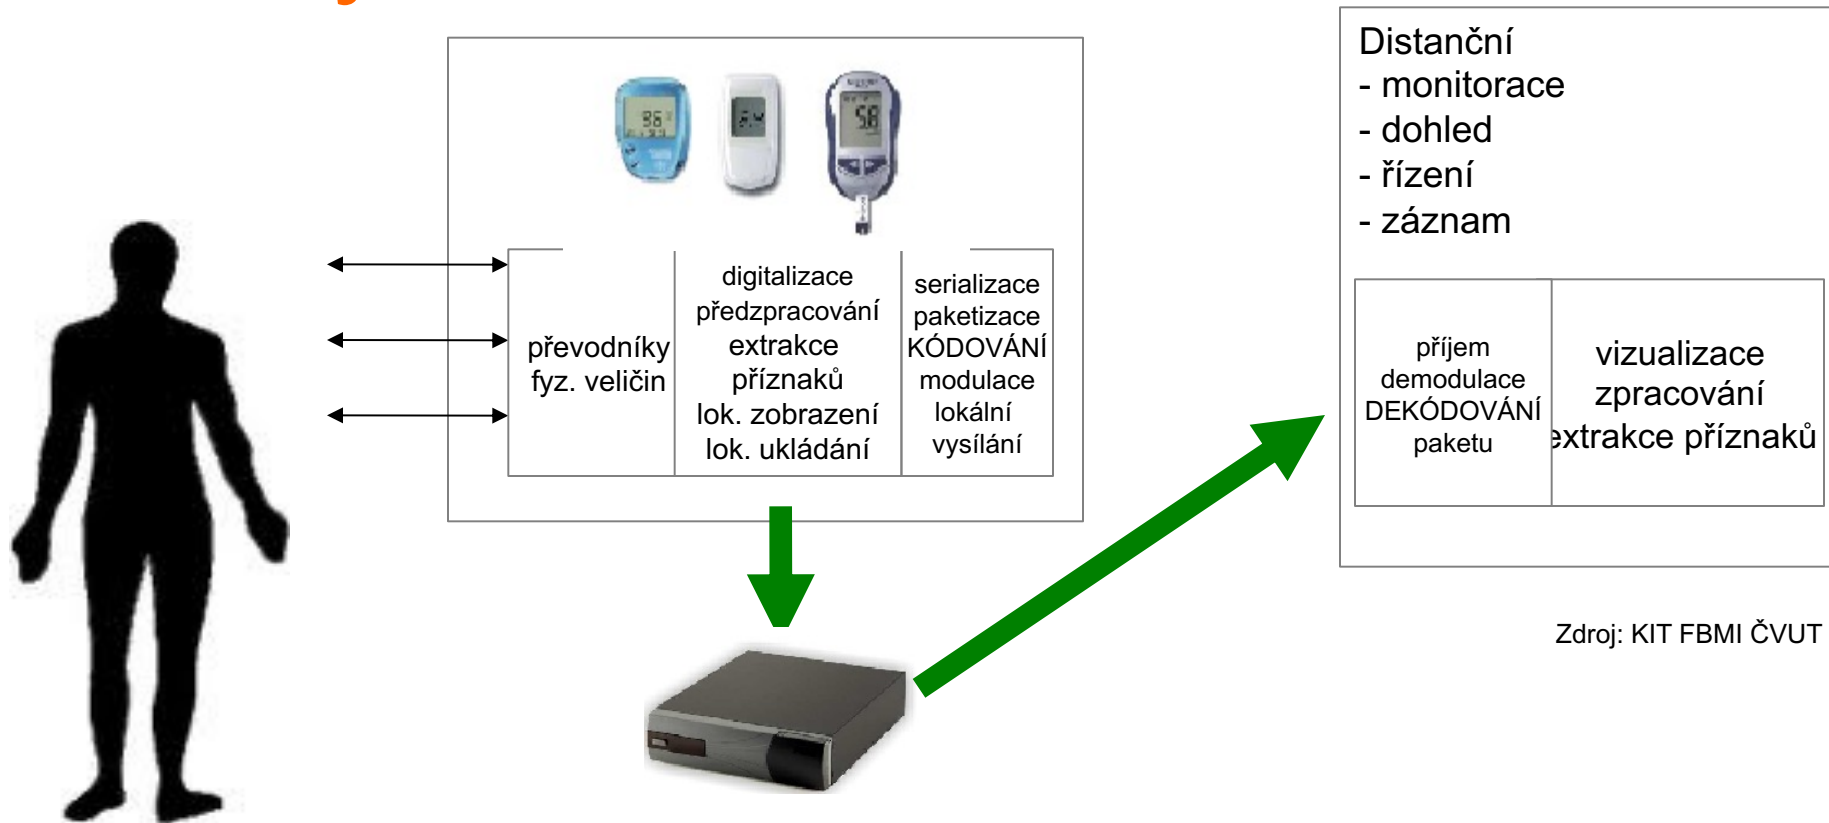 Distanční
- monitorace
- dohled
- řízení
- záznam
převodníky
fyz. veličin
digitalizace
předzpracování
extrakce
příznaků
lok. zobrazení
lok. ukládání
serializace
paketizace
KÓDOVÁNÍ
modulace
lokální
vysílání
příjem
demodulace
DEKÓDOVÁNÍ
paketu
vizualizace
zpracování
extrakce příznaků
Zdroj: KIT FBMI ČVUT